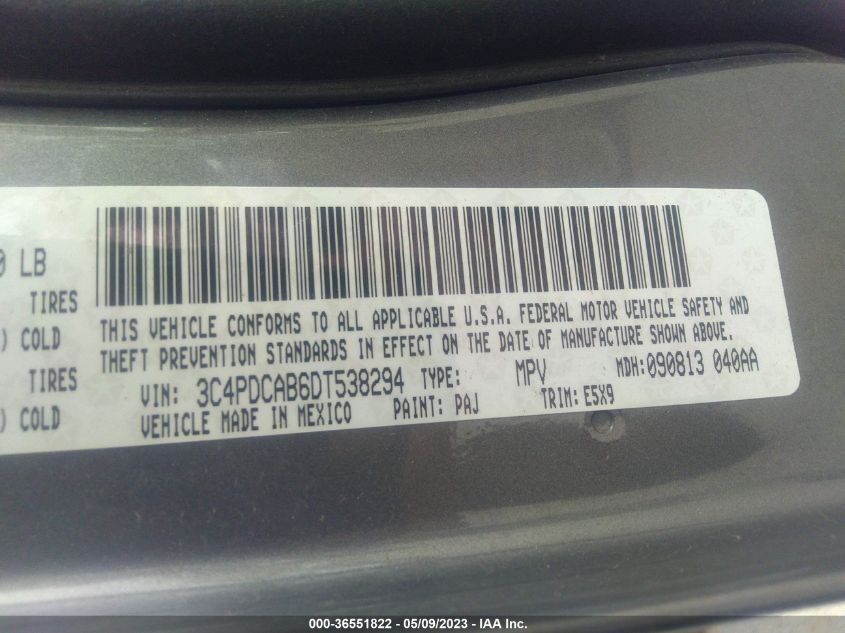 0 LB
TIRES
) COLD
TIRES
) COLD
THIS VEHICLE CONFORMS TO ALL APPLICABLE U.S.A. FEDERAL MOTOR VEHICLE SAFETY AND
THEFT PREVENTION STANDARDS IN EFFECT ON THE DATE OF MANUFACTURE SHOWN ABOVE.
VIN: 3C4PDCAB6DT538294 TYPE: MPV MDH:090813 040AA
VEHICLE MADE IN MEXICO PAINT: PAJ TRIM: E5X9
000-36551822 - 05/09/2023 - IAA Inc.